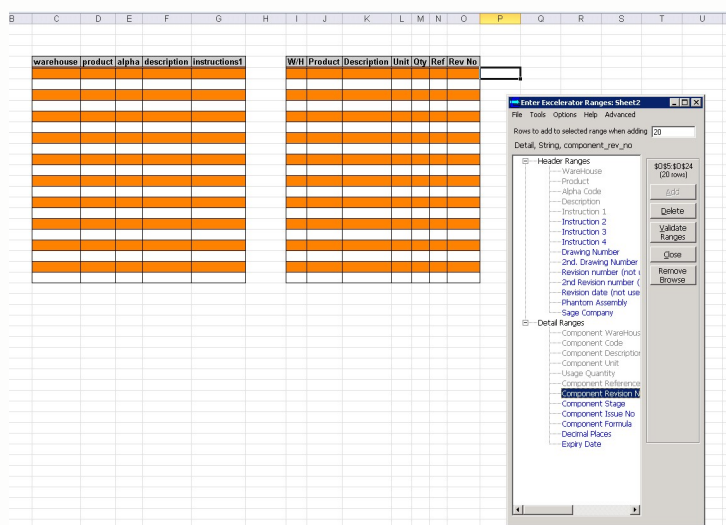 B C D E F G H I J K L M N O P Q R S T U
warehouse product alpha description instructions1
W/H Product Description Unit Qty Ref Rev No
Enter Excelerator Ranges: Sheet2
File Tools Options Help Advanced
Rows to add to selected range when adding 20
Detail, String, component_rev_no
Header Ranges
WareHouse
Product
Alpha Code
Description
Instruction 1
Instruction 2
Instruction 3
Instruction 4
Drawing Number
2nd. Drawing Number
Revision number (not u
2nd Revision number (
Revision date (not use
Phantom Assembly
Sage Company
Detail Ranges
Component WareHous
Component Code
Component Description
Component Unit
Usage Quantity
Component Reference
Component Revision N
Component Stage
Component Issue No
Component Formula
Decimal Places
Expiry Date
$O$5:$O$24
(20 rows)
Add
Delete
Validate
Ranges
Close
Remove
Browse